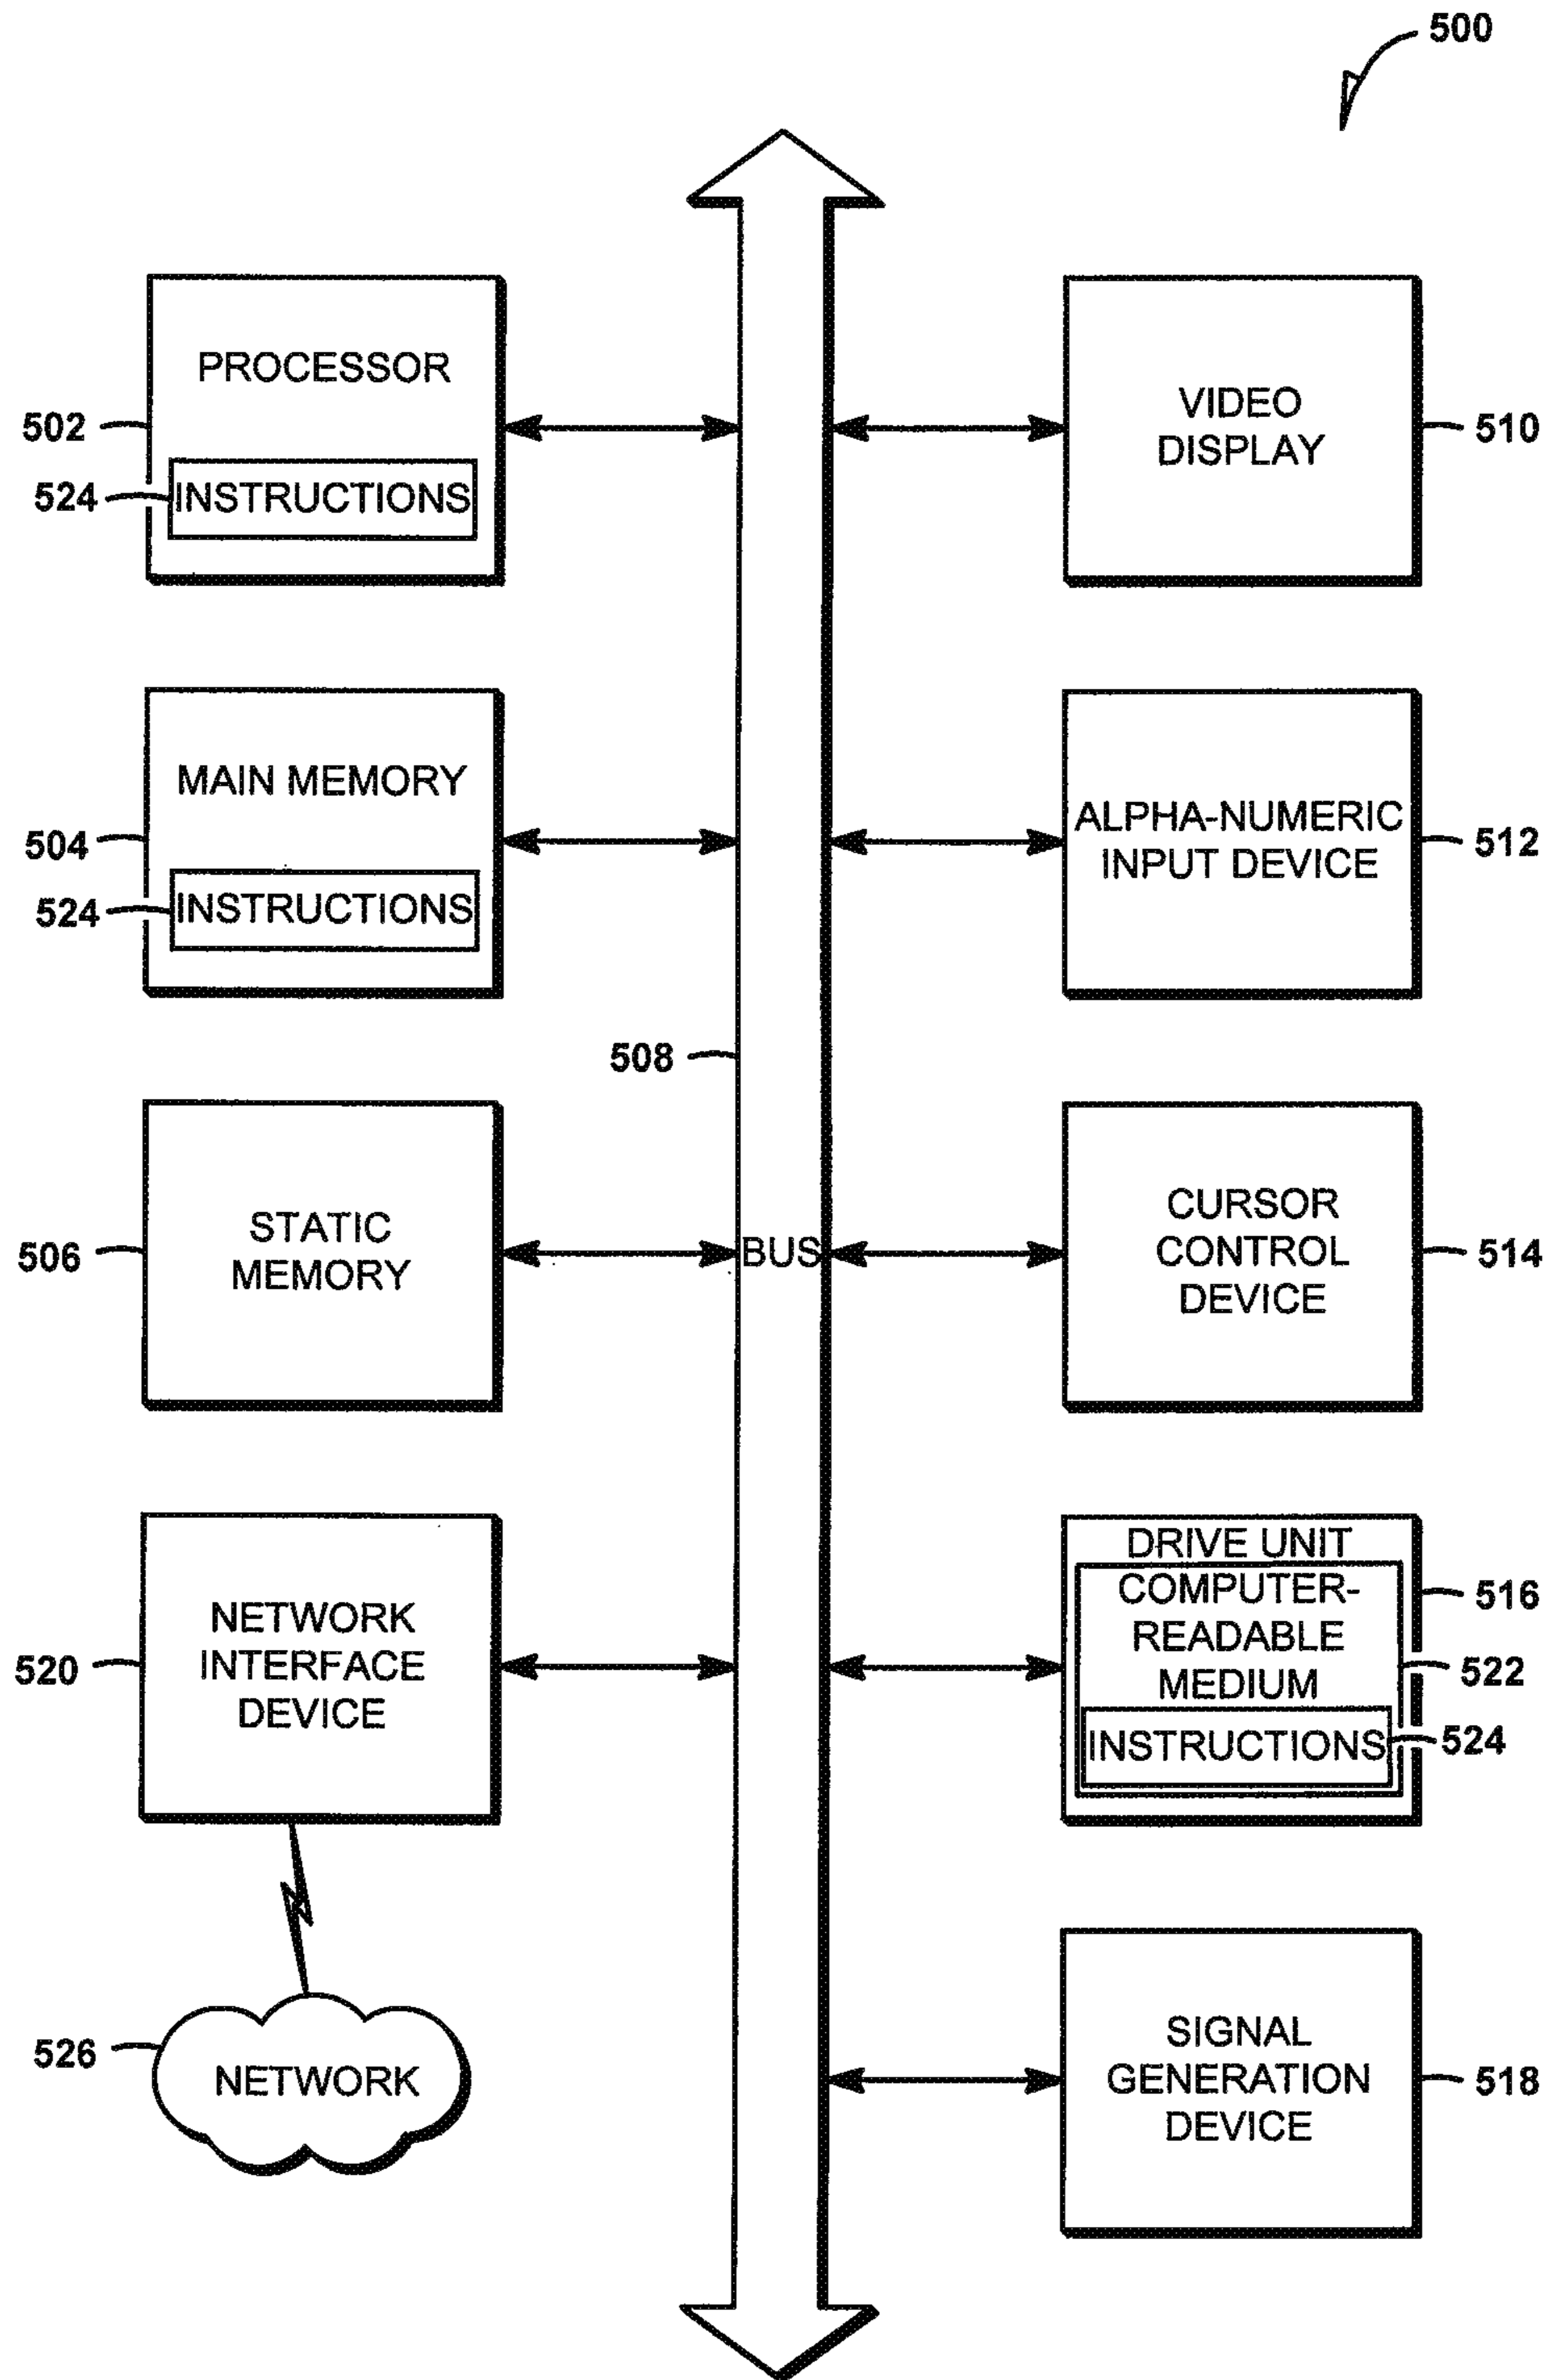 500
PROCESSOR
502
524
INSTRUCTIONS
VIDEO
DISPLAY
510
MAIN MEMORY
504
524
INSTRUCTIONS
ALPHA-NUMERIC
INPUT DEVICE
512
508
STATIC
MEMORY
506
BUS
CURSOR
CONTROL
DEVICE
514
NETWORK
INTERFACE
DEVICE
520
DRIVE UNIT
516
COMPUTER-
READABLE
MEDIUM
522
INSTRUCTIONS
524
526
NETWORK
SIGNAL
GENERATION
DEVICE
518